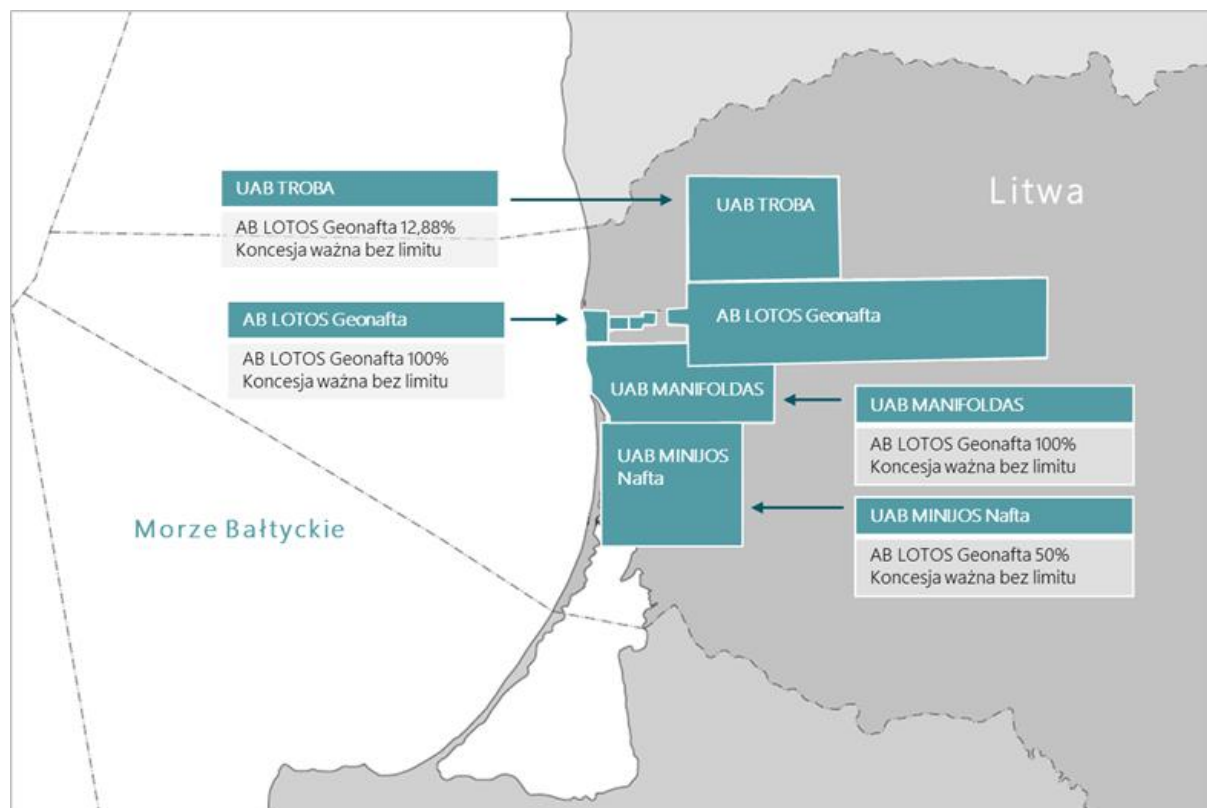 UAB TROBA
AB LOTOS Geonafta 12,88%
Koncesja ważna bez limitu
UAB TROBA
Litwa
AB LOTOS Geonafta
AB LOTOS Geonafta 100%
Koncesja ważna bez limitu
AB LOTOS Geonafta
UAB MANIFOLDAS
UAB MANIFOLDAS
AB LOTOS Geonafta 100%
Koncesja ważna bez limitu
UAB MINIJOS
Nafta
UAB MINIJOS Nafta
AB LOTOS Geonafta 50%
Koncesja ważna bez limitu
Morze Bałtyckie